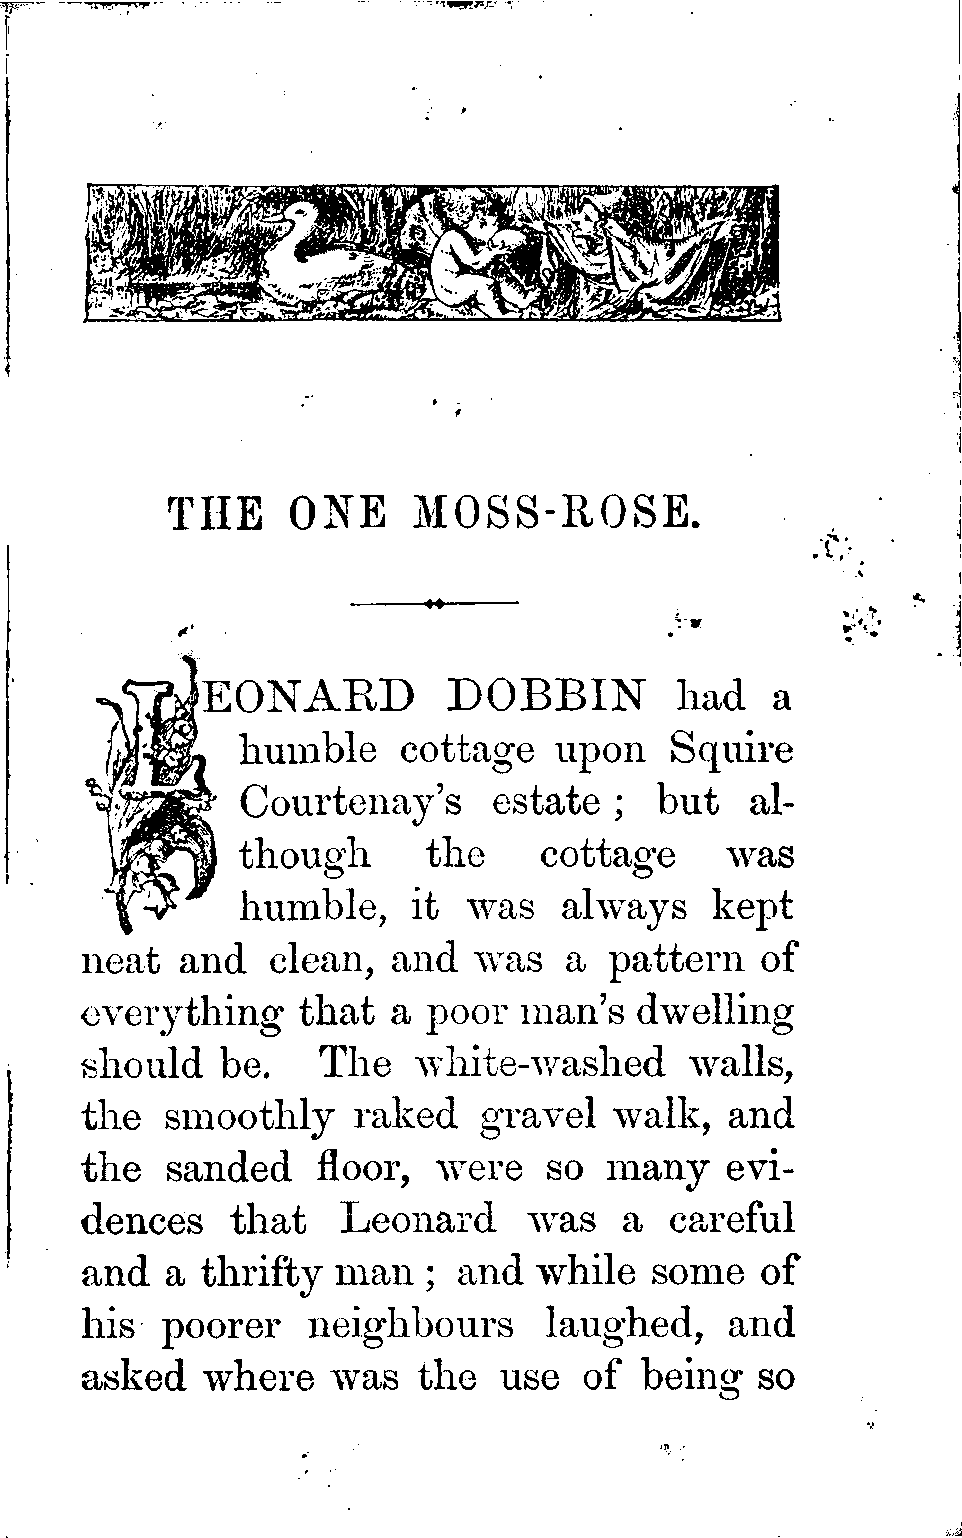 THE ONE MOSS-ROSE.
LEONARD DOBBIN had a
humble cottage upon Squire
Courtenay's estate ; but al-
though the cottage was
humble, it was always kept
neat and clean, and was a pattern of
everything that a poor man's dwelling
should be. The white-washed walls,
the smoothly raked gravel walk, and
the sanded floor, were so many evi-
dences that Leonard was a careful
and a thrifty man ; and while some of
his poorer neighbours laughed, and
asked where was the use of being so